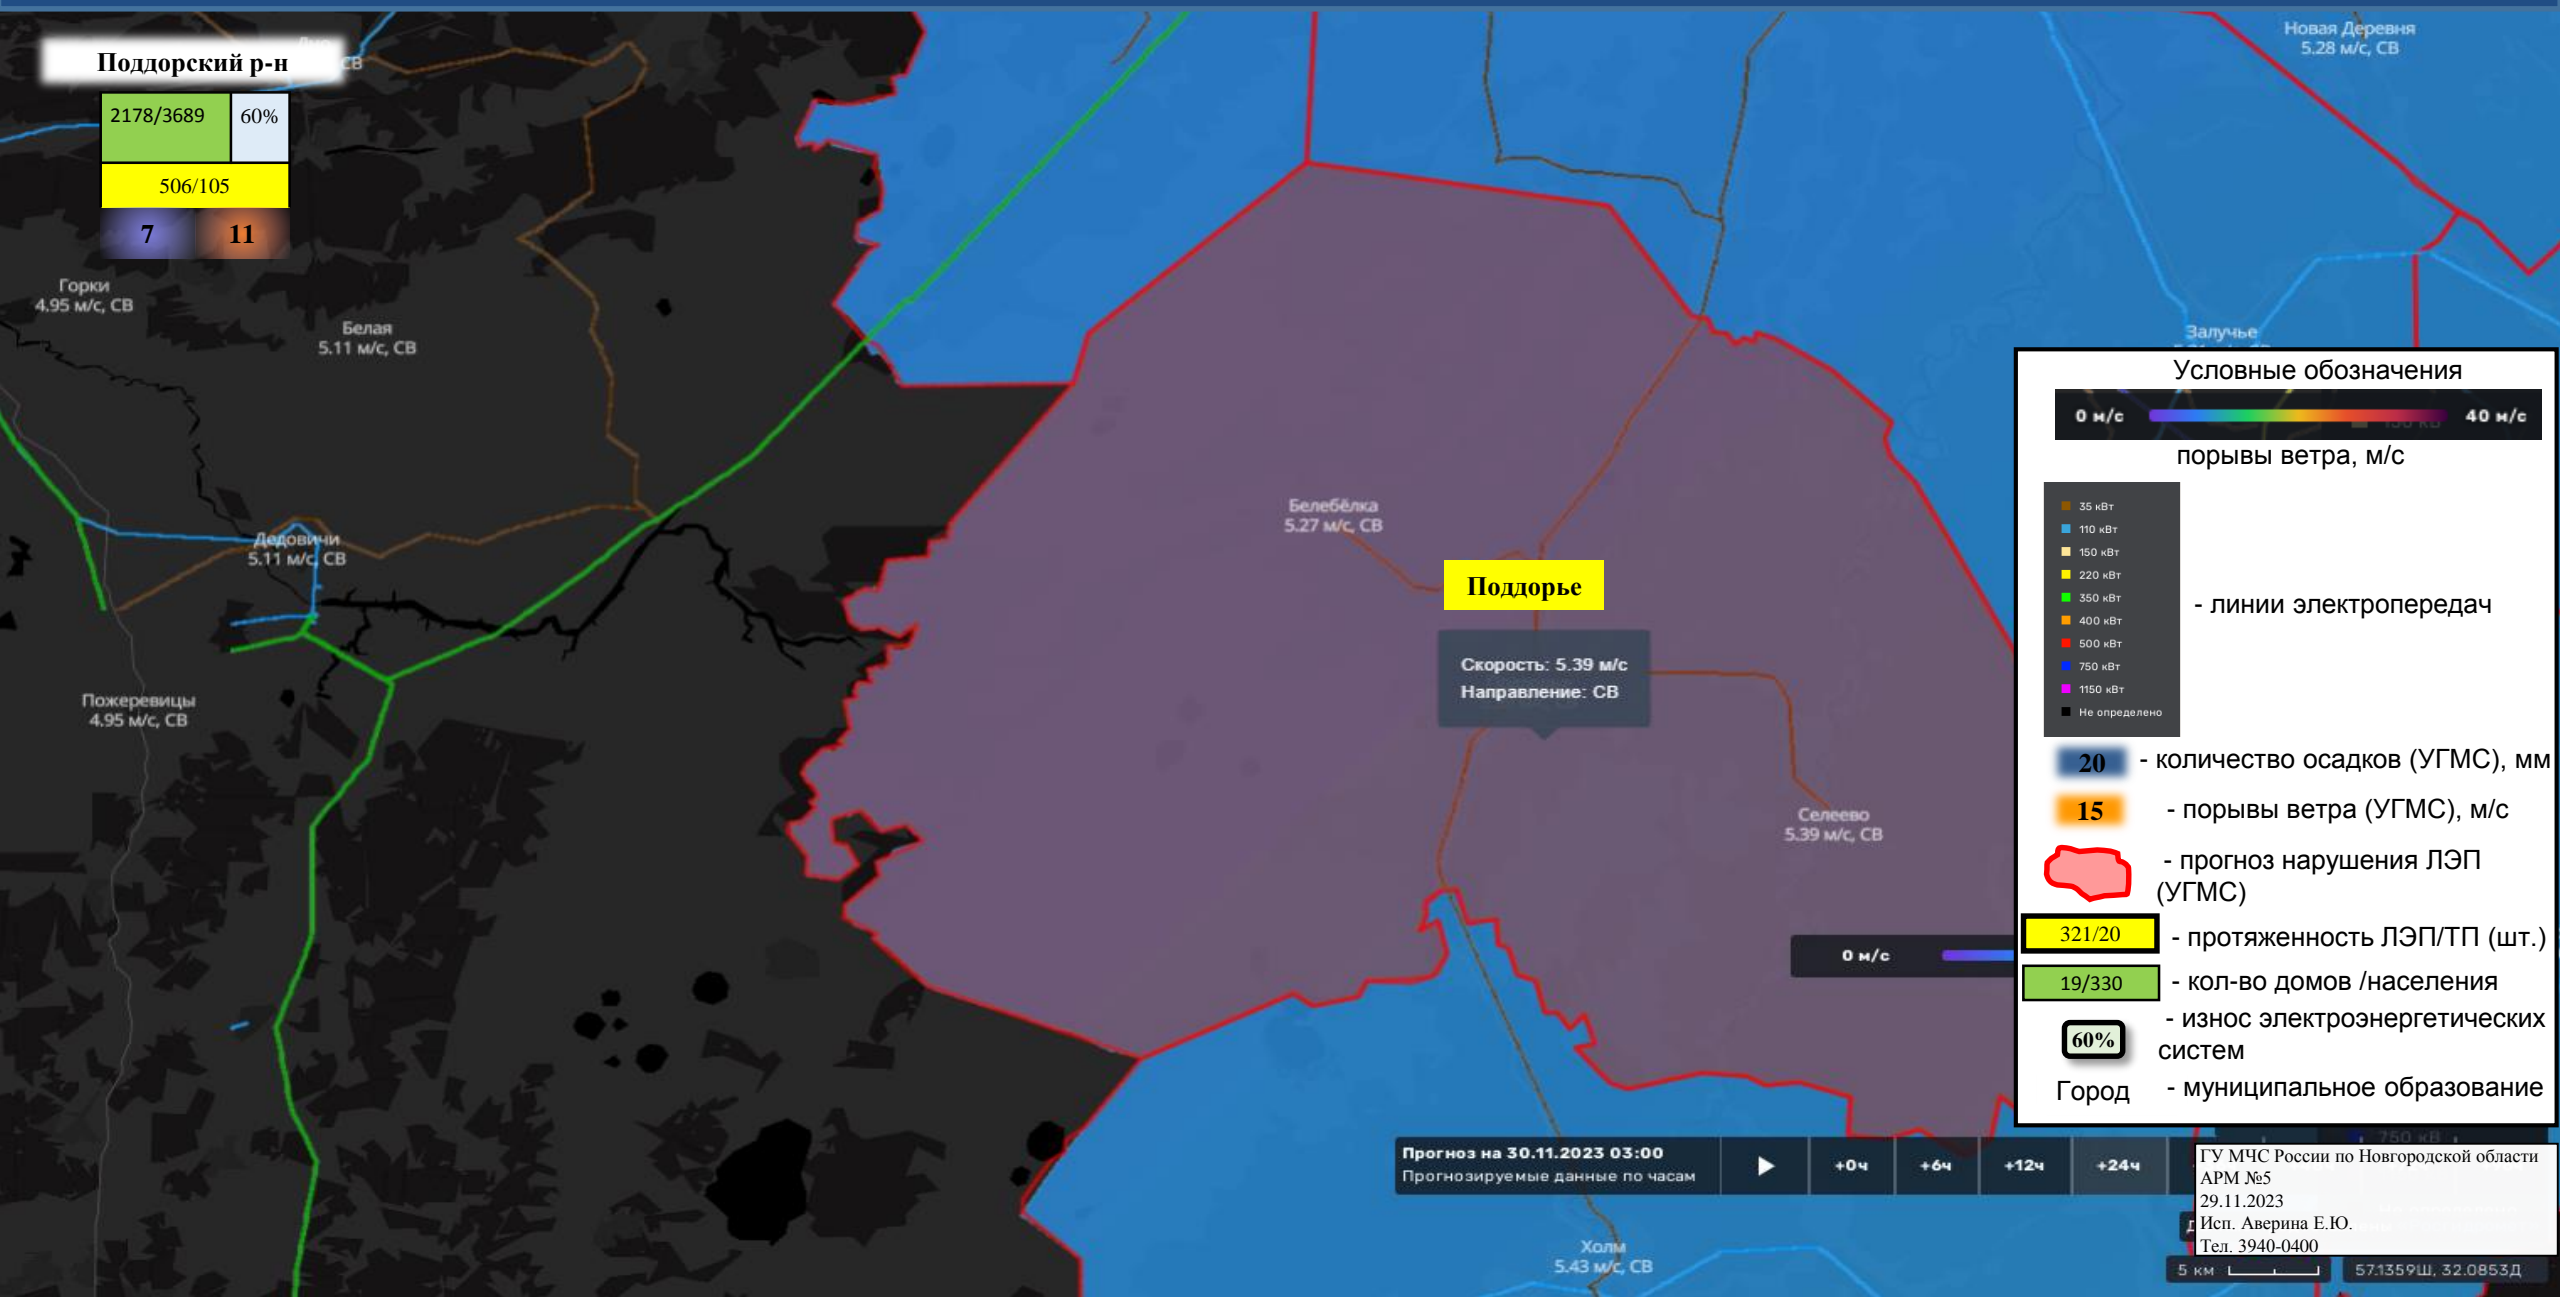 Поддорский р-н
СВ
2178/3689
60%
506/105
7
11
Горки
4.95 м/с, СВ
Белая
5.11 м/с, СВ
Дедовичи
5.11 м/с, СВ
Пожеревицы
4.95 м/с, СВ
Новая Деревня
5.28 м/с, СВ
Залучье
Белебёлка
5.27 м/с, СВ
Поддорье
Скорость: 5.39 м/с
Направление: СВ
Селеево
5.39 м/с, СВ
0 м/с
Холм
5.43 м/с, СВ
Прогноз на 30.11.2023 03:00
Прогнозируемые данные по часам
+0ч
+6ч
+12ч
+24ч
Условные обозначения
0 м/с
40 м/с
порывы ветра, м/с
35 кВт
110 кВт
150 кВт
220 кВт
350 кВт
400 кВт
500 кВт
750 кВт
1150 кВт
Не определено
- линии электропередач
20 - количество осадков (УГМС), мм
15 - порывы ветра (УГМС), м/с
- прогноз нарушения ЛЭП
(УГМС)
321/20 - протяженность ЛЭП/ТП (шт.)
19/330 - кол-во домов /населения
60% - износ электроэнергетических
систем
Город - муниципальное образование
750 кВ
ГУ МЧС России по Новгородской области
АРМ №5
29.11.2023
Исп. Аверина Е.Ю.
Тел. 3940-0400
5 км
57.1359Ш, 32.0853Д